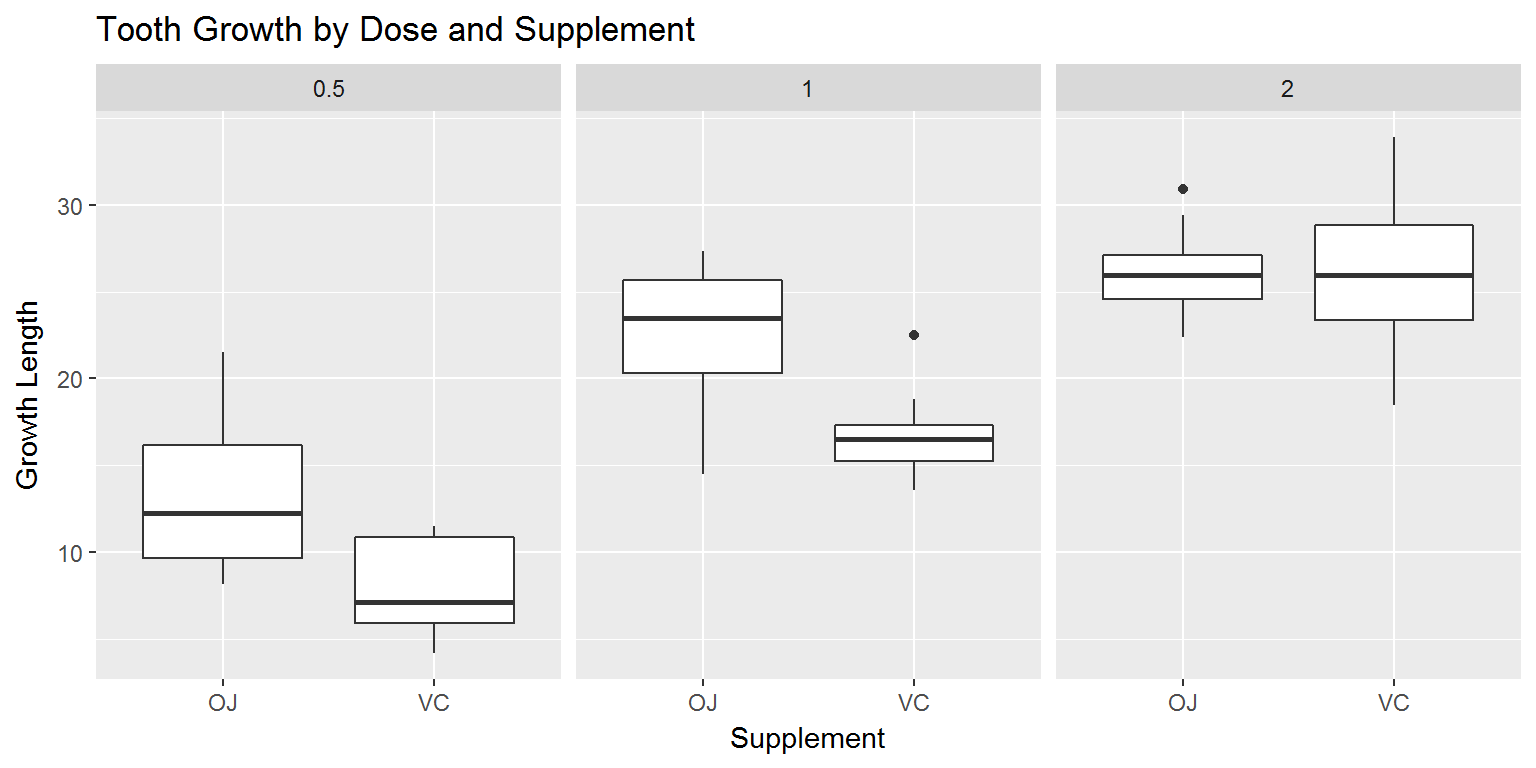 Tooth Growth by Dose and Supplement
0.5 1 2
Growth Length
30
20
10
OJ VC OJ VC OJ VC
Supplement